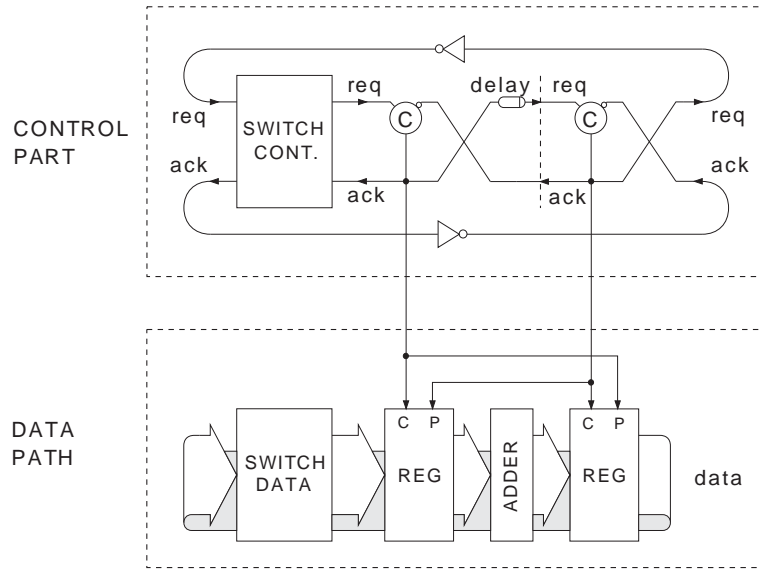 CONTROL
PART
req
ack
SWITCH
CONT.
req
ack
C
delay
req
ack
C
req
ack
DATA
PATH
SWITCH
DATA
C P
REG
ADDER
C P
REG
data